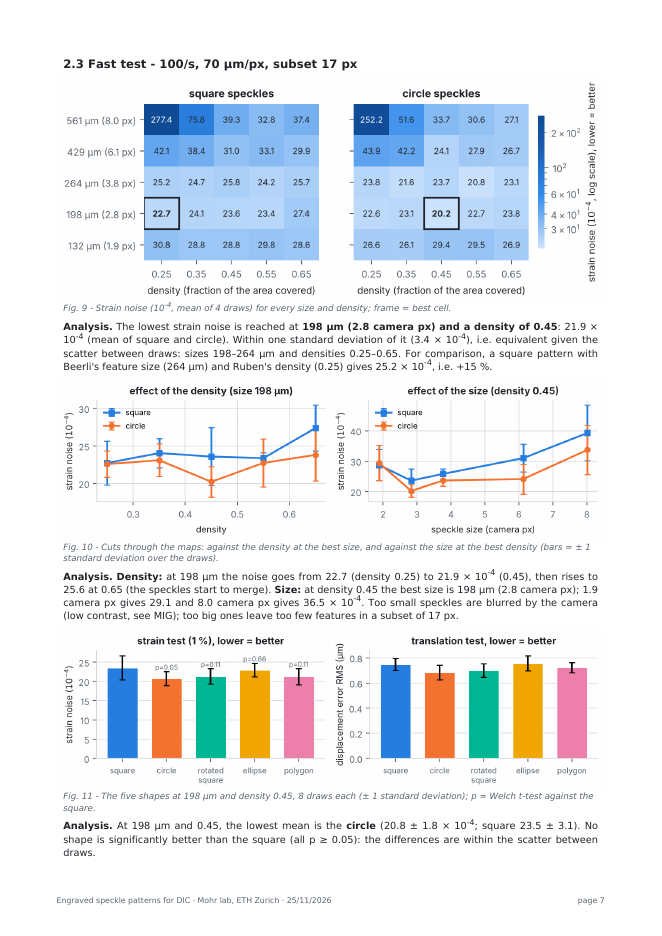 2.3 Fast test - 100/s, 70 µm/px, subset 17 px
square speckles
circle speckles
561 µm (8.0 px) 277.4 75.8 39.3 32.8 37.4 252.2 51.6 33.7 30.6 27.1
429 µm (6.1 px) 42.1 38.4 31.0 33.1 29.9 43.9 42.2 24.1 27.9 26.7
264 µm (3.8 px) 25.2 24.7 25.8 24.2 25.7 23.8 21.6 23.7 20.8 23.1
198 µm (2.8 px) 22.7 24.1 23.6 23.4 27.4 22.6 23.1 20.2 22.7 23.8
132 µm (1.9 px) 30.8 28.8 28.8 29.8 28.6 26.6 26.1 29.4 25.5 26.9
0.25 0.35 0.45 0.55 0.65 0.25 0.35 0.45 0.55 0.65
density (fraction of the area covered) density (fraction of the area covered)
2 × 10²
10²
6 × 10¹
4 × 10¹
3 × 10¹
strain noise (10⁻⁴, log scale), lower = better
Fig. 9 - Strain noise (10⁻⁴, mean of 4 draws) for every size and density; frame = best cell.
Analysis. The lowest strain noise is reached at 198 µm (2.8 camera px) and a density of 0.45: 21.9 ×
10⁻⁴ (mean of square and circle). Within one standard deviation of it (3.4 × 10⁻⁴), i.e. equivalent given the
scatter between draws: sizes 198–264 µm and densities 0.25–0.65. For comparison, a square pattern with
Beerli's feature size (264 µm) and Ruben's density (0.25) gives 25.2 × 10⁻⁴, i.e. +15 %.
effect of the density (size 198 µm)
square
circle
strain noise (10⁻⁴)
30
25
20
0.3 0.4 0.5 0.6
density
effect of the size (density 0.45)
square
circle
strain noise (10⁻⁴)
40
30
20
2 3 4 5 6 7 8
speckle size (camera px)
Fig. 10 - Cuts through the maps: against the density at the best size, and against the size at the best density (bars = ± 1
standard deviation over the draws).
Analysis. Density: at 198 µm the noise goes from 22.7 (density 0.25) to 21.9 × 10⁻⁴ (0.45), then rises to
25.6 at 0.65 (the speckles start to merge). Size: at density 0.45 the best size is 198 µm (2.8 camera px); 1.9
camera px gives 29.1 and 8.0 camera px gives 36.5 × 10⁻⁴. Too small speckles are blurred by the camera
(low contrast, see MIG); too big ones leave too few features in a subset of 17 px.
strain test (1 %), lower = better
strain noise (10⁻⁴)
25
20
15
10
5
0
p=0.05 p=0.11 p=0.66 p=0.11
square circle rotated ellipse polygon
square
translation test, lower = better
displacement error RMS (µm)
0.8
0.6
0.4
0.2
0.0
square circle rotated ellipse polygon
square
Fig. 11 - The five shapes at 198 µm and density 0.45, 8 draws each (± 1 standard deviation); p = Welch t-test against the
square.
Analysis. At 198 µm and 0.45, the lowest mean is the circle (20.8 ± 1.8 × 10⁻⁴; square 23.5 ± 3.1). No
shape is significantly better than the square (all p ≥ 0.05): the differences are within the scatter between
draws.
Engraved speckle patterns for DIC · Mohr lab, ETH Zurich · 25/11/2026 page 7